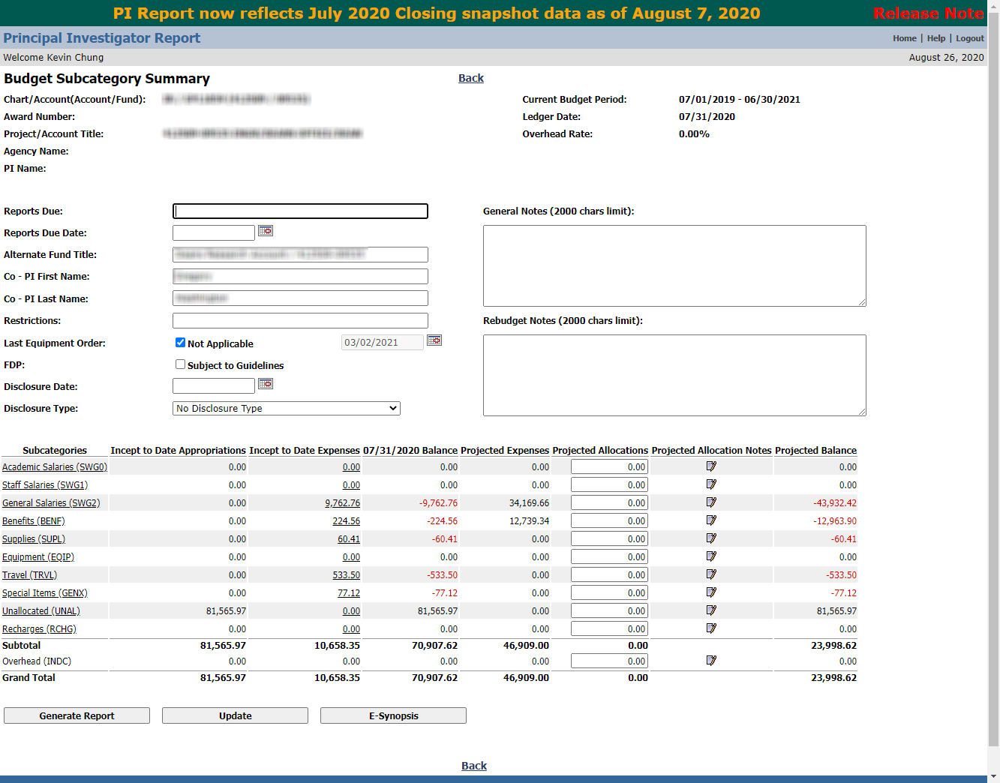 PI Report now reflects July 2020 Closing snapshot data as of August 7, 2020 Release Note
Principal Investigator Report Home | Help | Logout
Welcome Kevin Chung August 26, 2020
Budget Subcategory Summary Back
Chart/Account(Account/Fund): Current Budget Period: 07/01/2019 - 06/30/2021
Award Number: Ledger Date: 07/31/2020
Project/Account Title: Overhead Rate: 0.00%
Agency Name:
PI Name:
Reports Due: General Notes (2000 chars limit):
Reports Due Date:
Alternate Fund Title:
Co - PI First Name:
Co - PI Last Name:
Restrictions: Rebudget Notes (2000 chars limit):
Last Equipment Order: Not Applicable 03/02/2021
FDP: Subject to Guidelines
Disclosure Date:
Disclosure Type: No Disclosure Type
Subcategories Incept to Date Appropriations Incept to Date Expenses 07/31/2020 Balance Projected Expenses Projected Allocations Projected Allocation Notes Projected Balance
Academic Salaries (SWG0) 0.00 0.00 0.00 0.00 0.00 0.00
Staff Salaries (SWG1) 0.00 0.00 0.00 0.00 0.00 0.00
General Salaries (SWG2) 0.00 9,762.76 -9,762.76 34,169.66 0.00 -43,932.42
Benefits (BENF) 0.00 224.56 -224.56 12,739.34 0.00 -12,963.90
Supplies (SUPL) 0.00 60.41 -60.41 0.00 0.00 -60.41
Equipment (EQIP) 0.00 0.00 0.00 0.00 0.00 0.00
Travel (TRVL) 0.00 533.50 -533.50 0.00 0.00 -533.50
Special Items (GENX) 0.00 77.12 -77.12 0.00 0.00 -77.12
Unallocated (UNAL) 81,565.97 0.00 81,565.97 0.00 0.00 81,565.97
Recharges (RCHG) 0.00 0.00 0.00 0.00 0.00 0.00
Subtotal 81,565.97 10,658.35 70,907.62 46,909.00 0.00 23,998.62
Overhead (INDC) 0.00 0.00 0.00 0.00 0.00 0.00
Grand Total 81,565.97 10,658.35 70,907.62 46,909.00 0.00 23,998.62
Generate Report Update E-Synopsis
Back